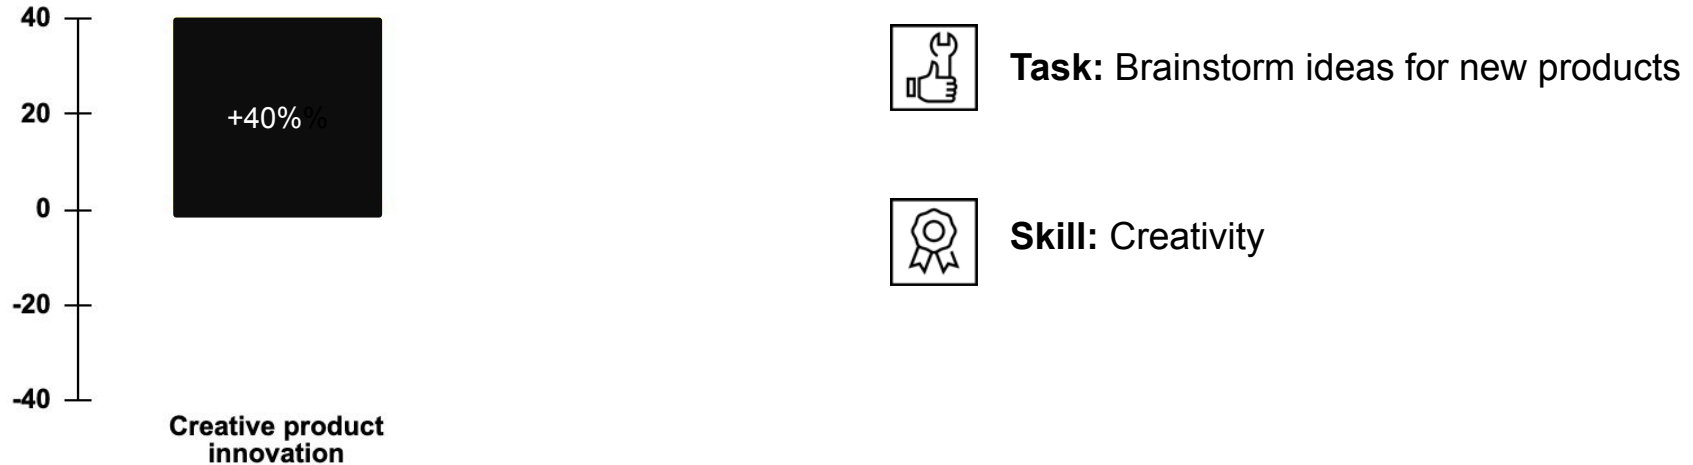 40
20
0
-20
-40
+40%%
Creative product
innovation
Task: Brainstorm ideas for new products
Skill: Creativity